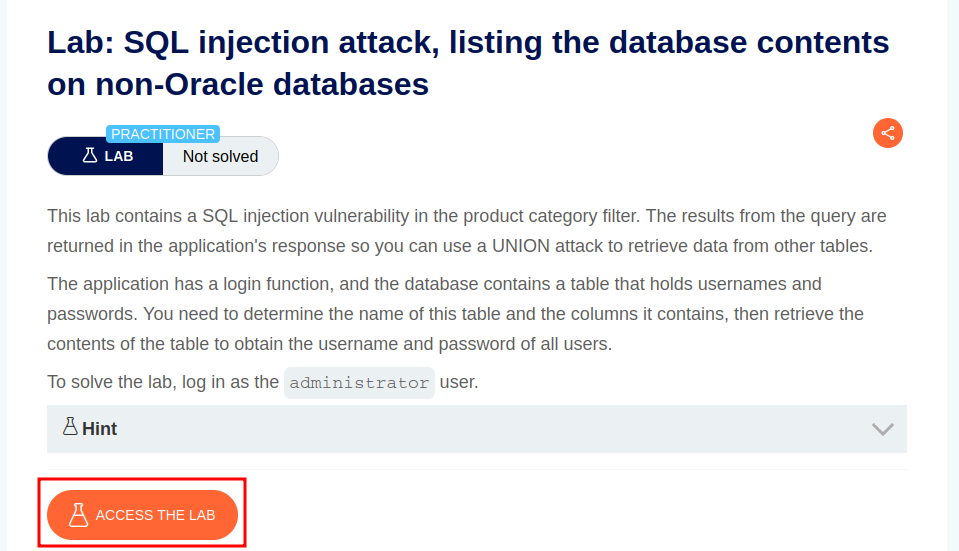 Lab: SQL injection attack, listing the database contents
on non-Oracle databases
PRACTITIONER
LAB
Not solved
This lab contains a SQL injection vulnerability in the product category filter. The results from the query are
returned in the application's response so you can use a UNION attack to retrieve data from other tables.
The application has a login function, and the database contains a table that holds usernames and
passwords. You need to determine the name of this table and the columns it contains, then retrieve the
contents of the table to obtain the username and password of all users.
To solve the lab, log in as the administrator user.
Hint
ACCESS THE LAB